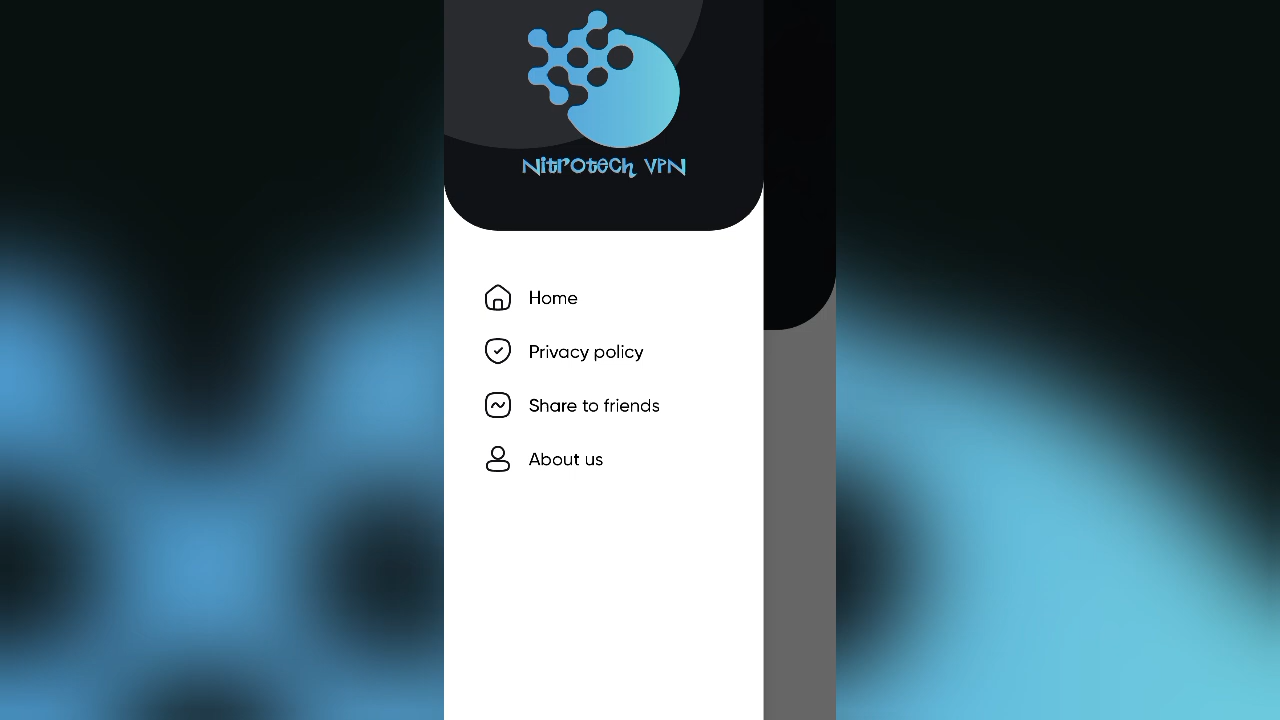 Nitrotech VPN
Home
Privacy policy
Share to friends
About us